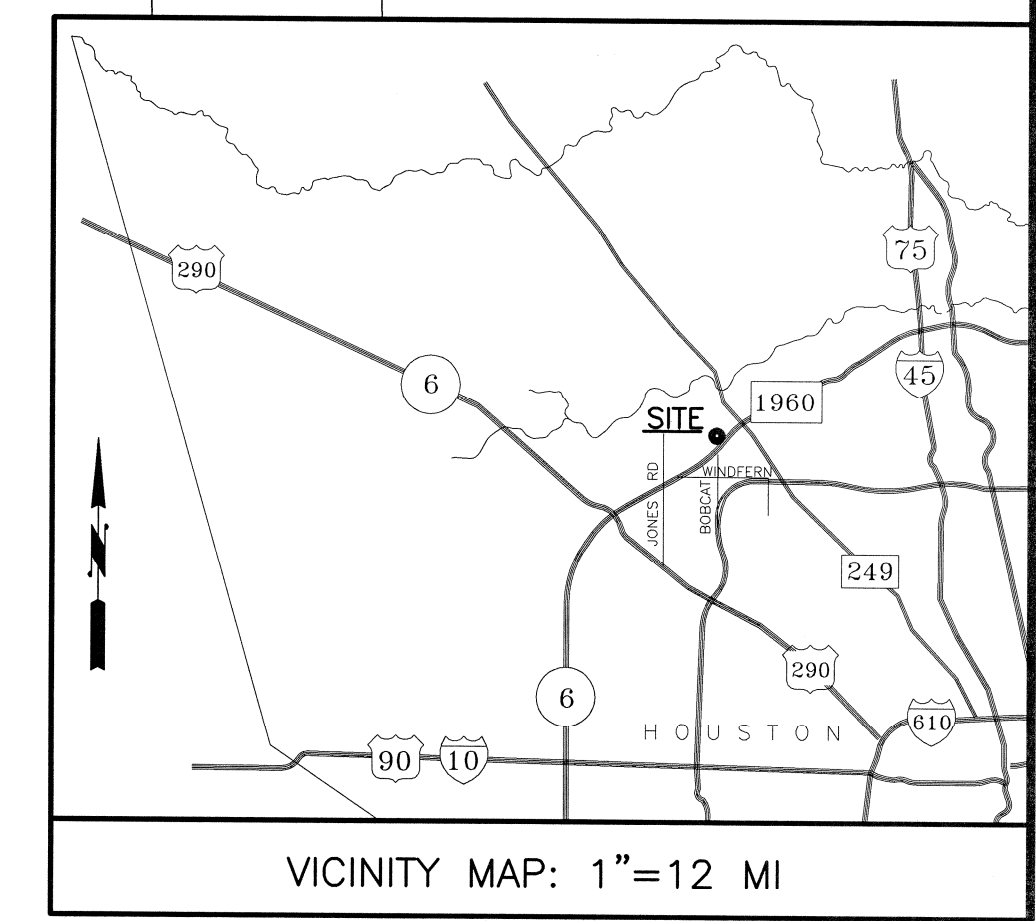 75
290
6
45
1960
SITE
JONES RD
BOBCAT
WINDFERN
N
249
290
6
610
HOUSTON
90
10
VICINITY MAP: 1"=12 MI